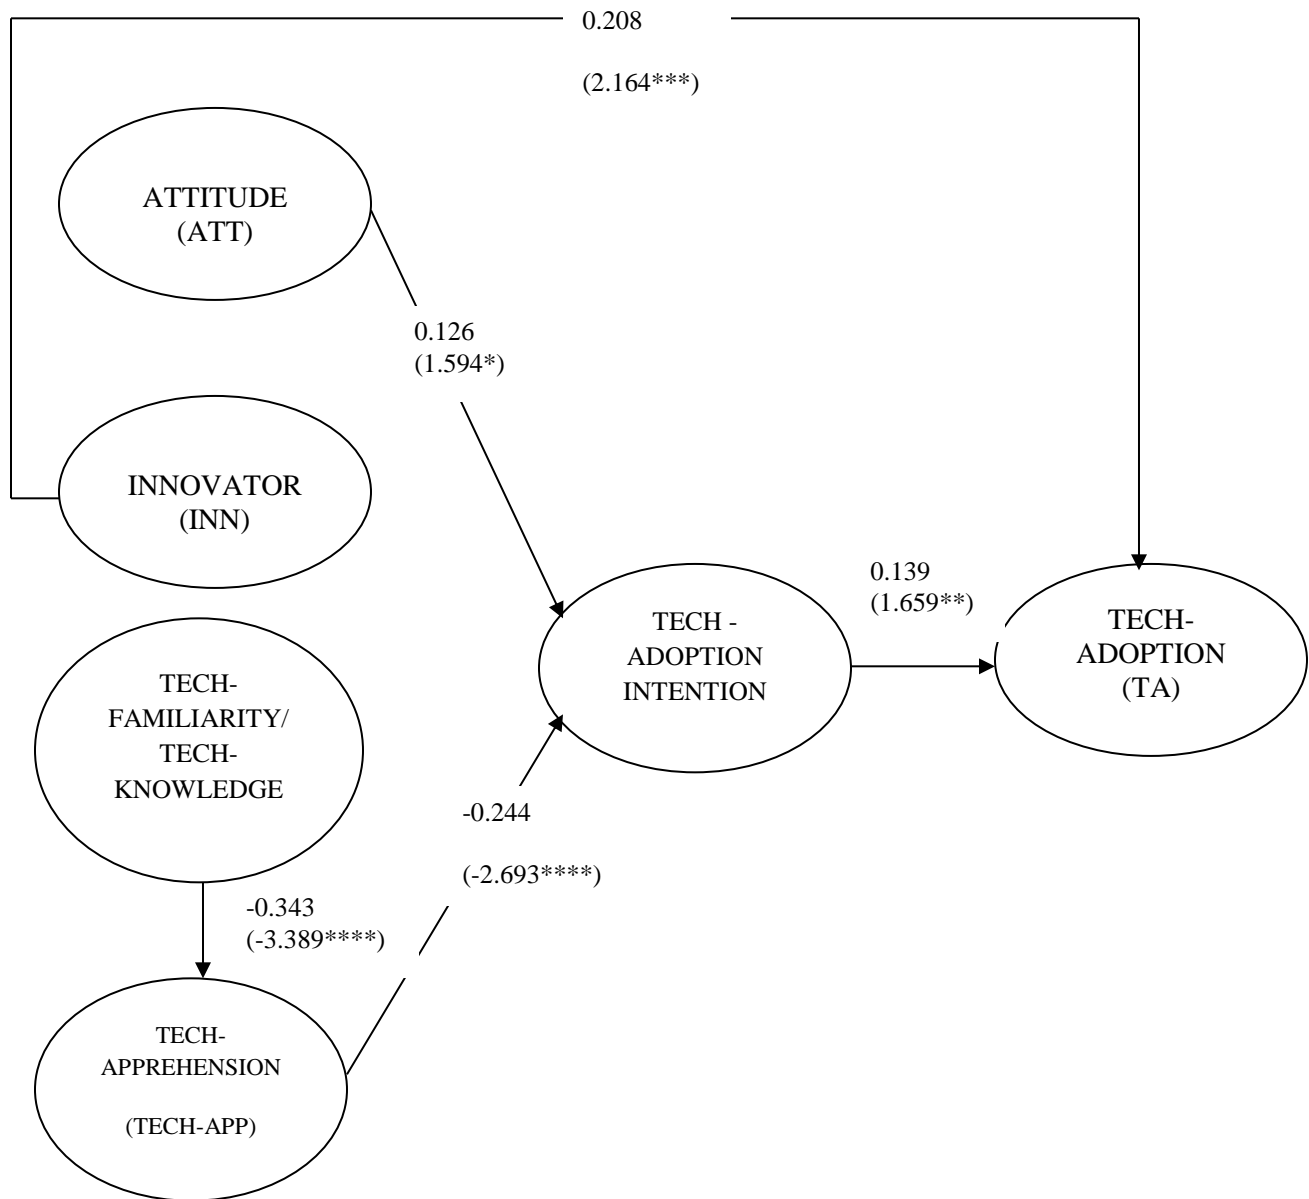 0.208
(2.164***)
ATTITUDE
(ATT)
0.126
(1.594*)
INNOVATOR
(INN)
0.139
(1.659**)
TECH -
ADOPTION
INTENTION
TECH-
ADOPTION
(TA)
TECH-
FAMILIARITY/
TECH-
KNOWLEDGE
-0.244
(-2.693****)
-0.343
(-3.389****)
TECH-
APPREHENSION
(TECH-APP)